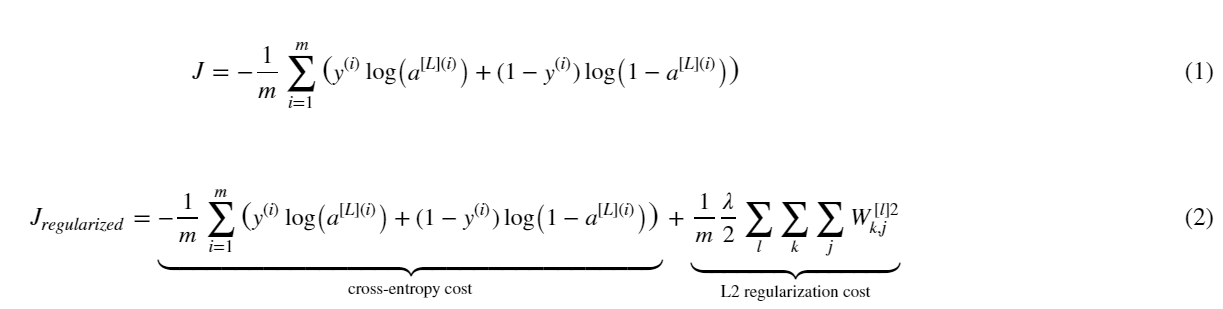 $$J = -\frac{1}{m} \sum_{i=1}^{m} \left( y^{(i)} \log\left(a^{[L](i)}\right) + (1 - y^{(i)}) \log\left(1 - a^{[L](i)}\right) \right) \quad (1)$$
$$J_{regularized} = \underbrace{-\frac{1}{m} \sum_{i=1}^{m} \left( y^{(i)} \log\left(a^{[L](i)}\right) + (1 - y^{(i)}) \log\left(1 - a^{[L](i)}\right) \right)}_{\text{cross-entropy cost}} + \underbrace{\frac{1}{m} \frac{\lambda}{2} \sum_{l} \sum_{k} \sum_{j} W_{k,j}^{[l]2}}_{\text{L2 regularization cost}} \quad (2)$$